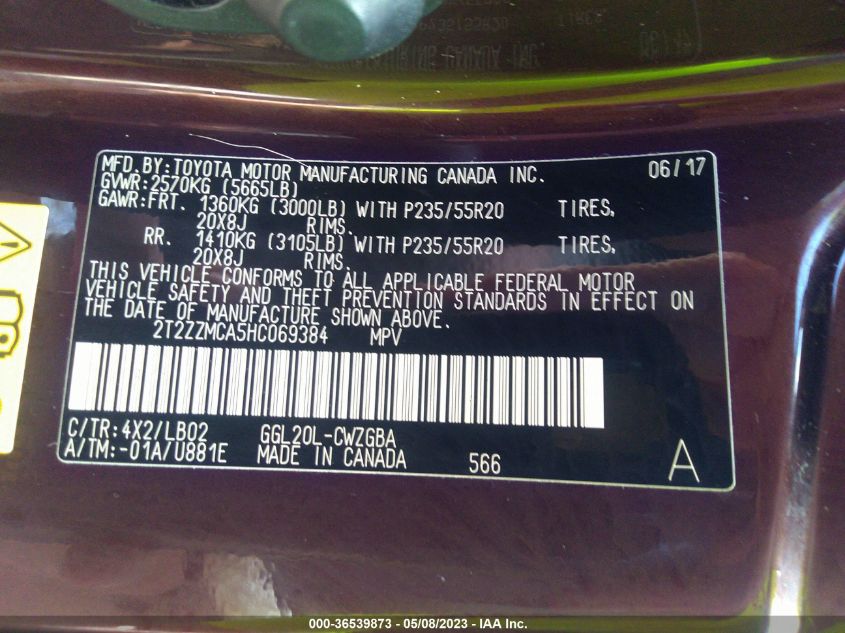 MFD. BY: TOYOTA MOTOR MANUFACTURING CANADA INC. 06/17
GVWR: 2570KG (5665LB)
GAWR: FRT. 1360KG (3000LB) WITH P235/55R20 TIRES,
20X8J RIMS.
RR. 1410KG (3105LB) WITH P235/55R20 TIRES,
20X8J RIMS.
THIS VEHICLE CONFORMS TO ALL APPLICABLE FEDERAL MOTOR
VEHICLE SAFETY AND THEFT PREVENTION STANDARDS IN EFFECT ON
THE DATE OF MANUFACTURE SHOWN ABOVE.
2T2ZZMCA5HC069384 MPV
C/TR: 4X2/LB02 GGL20L-CWZGBA
A/TM: -01A/U881E MADE IN CANADA 566 A
000-36539873 - 05/08/2023 - IAA Inc.